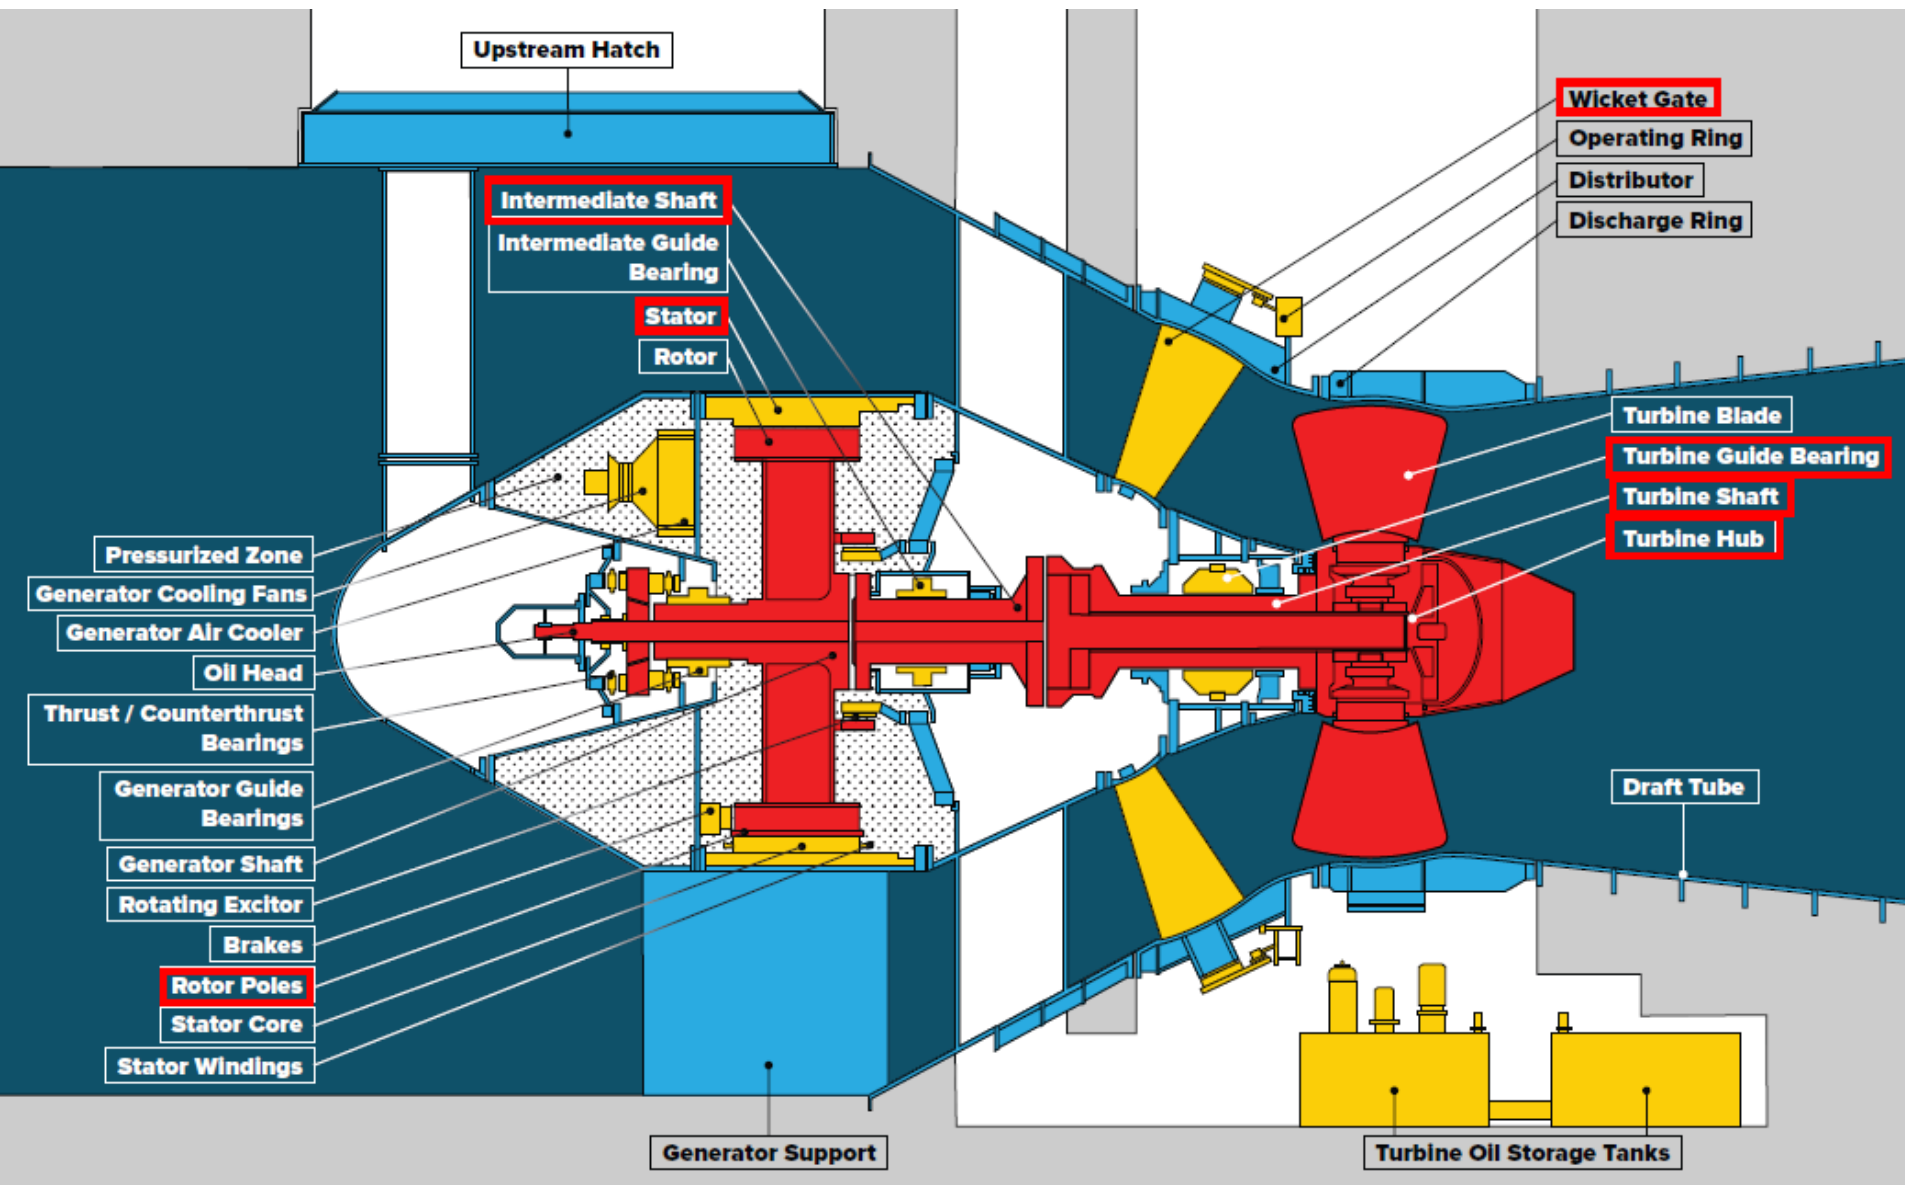 Upstream Hatch
Wicket Gate
Operating Ring
Distributor
Discharge Ring
Intermediate Shaft
Intermediate Guide
Bearing
Stator
Rotor
Turbine Blade
Turbine Guide Bearing
Turbine Shaft
Turbine Hub
Pressurized Zone
Generator Cooling Fans
Generator Air Cooler
Oil Head
Thrust / Counterthrust
Bearings
Generator Guide
Bearings
Generator Shaft
Rotating Excitor
Brakes
Rotor Poles
Stator Core
Stator Windings
Draft Tube
Generator Support
Turbine Oil Storage Tanks